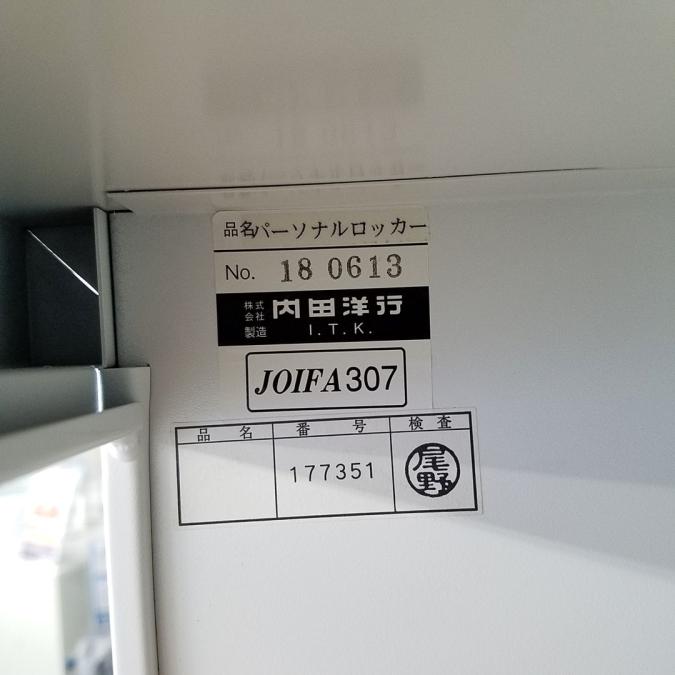 品名パーソナルロッカー
No. 18 0613
株式会社 内田洋行
製造 I.T.K.
JOIFA307
品名 番号 検査
177351 尾野